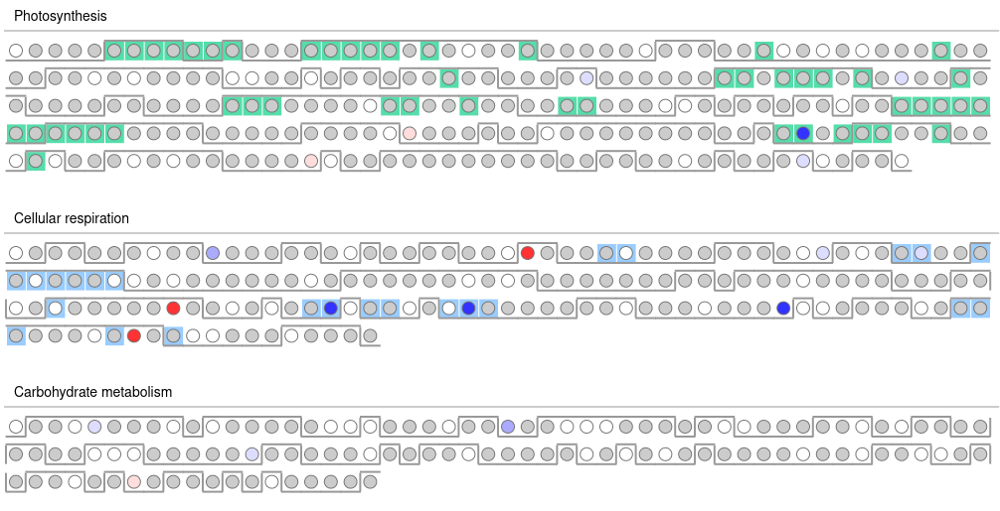 Photosynthesis
Cellular respiration
Carbohydrate metabolism